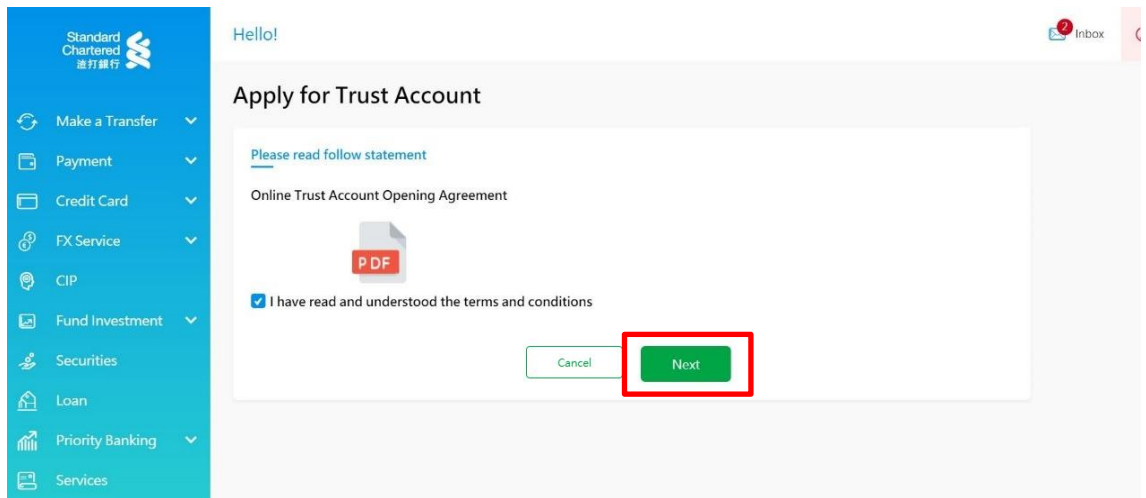 Standard
Chartered
渣打銀行
Make a Transfer
Payment
Credit Card
FX Service
CIP
Fund Investment
Securities
Loan
Priority Banking
Services
Hello!
2
Inbox
Apply for Trust Account
Please read follow statement
Online Trust Account Opening Agreement
PDF
I have read and understood the terms and conditions
Cancel
Next